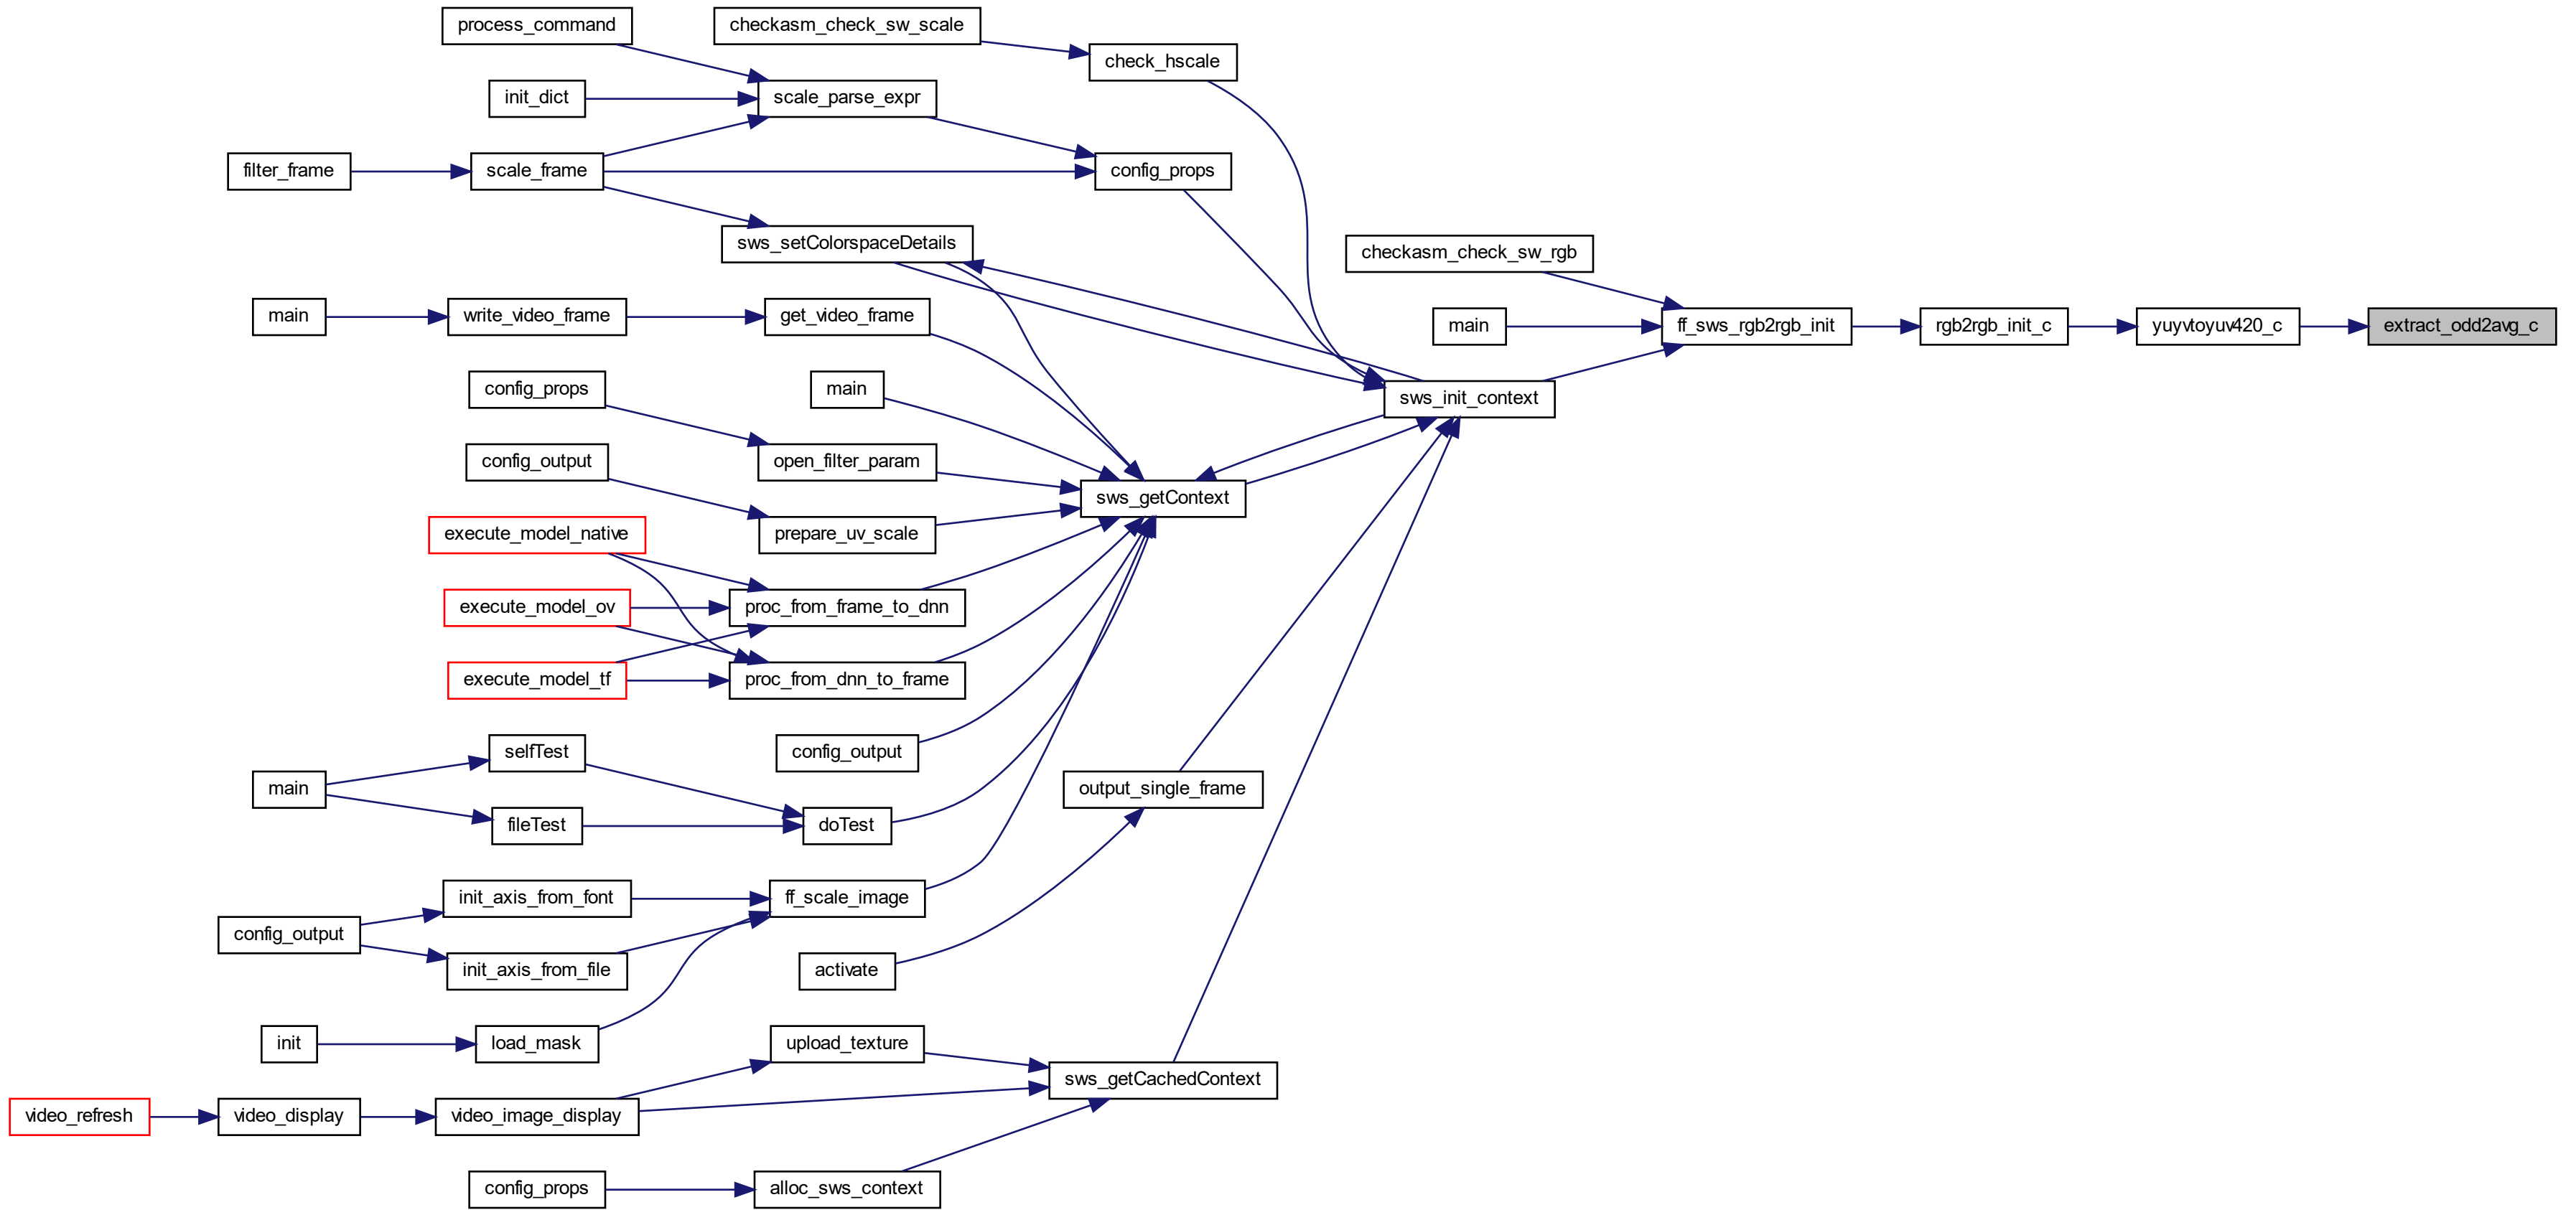 process_command
checkasm_check_sw_scale
check_hscale
init_dict
scale_parse_expr
filter_frame
scale_frame
config_props
sws_setColorspaceDetails
checkasm_check_sw_rgb
main
write_video_frame
get_video_frame
main
ff_sws_rgb2rgb_init
rgb2rgb_init_c
yuyvtoyuv420_c
extract_odd2avg_c
config_props
main
sws_init_context
config_output
open_filter_param
sws_getContext
execute_model_native
prepare_uv_scale
execute_model_ov
proc_from_frame_to_dnn
execute_model_tf
proc_from_dnn_to_frame
selfTest
config_output
main
output_single_frame
fileTest
doTest
init_axis_from_font
ff_scale_image
config_output
init_axis_from_file
activate
init
load_mask
upload_texture
sws_getCachedContext
video_refresh
video_display
video_image_display
config_props
alloc_sws_context